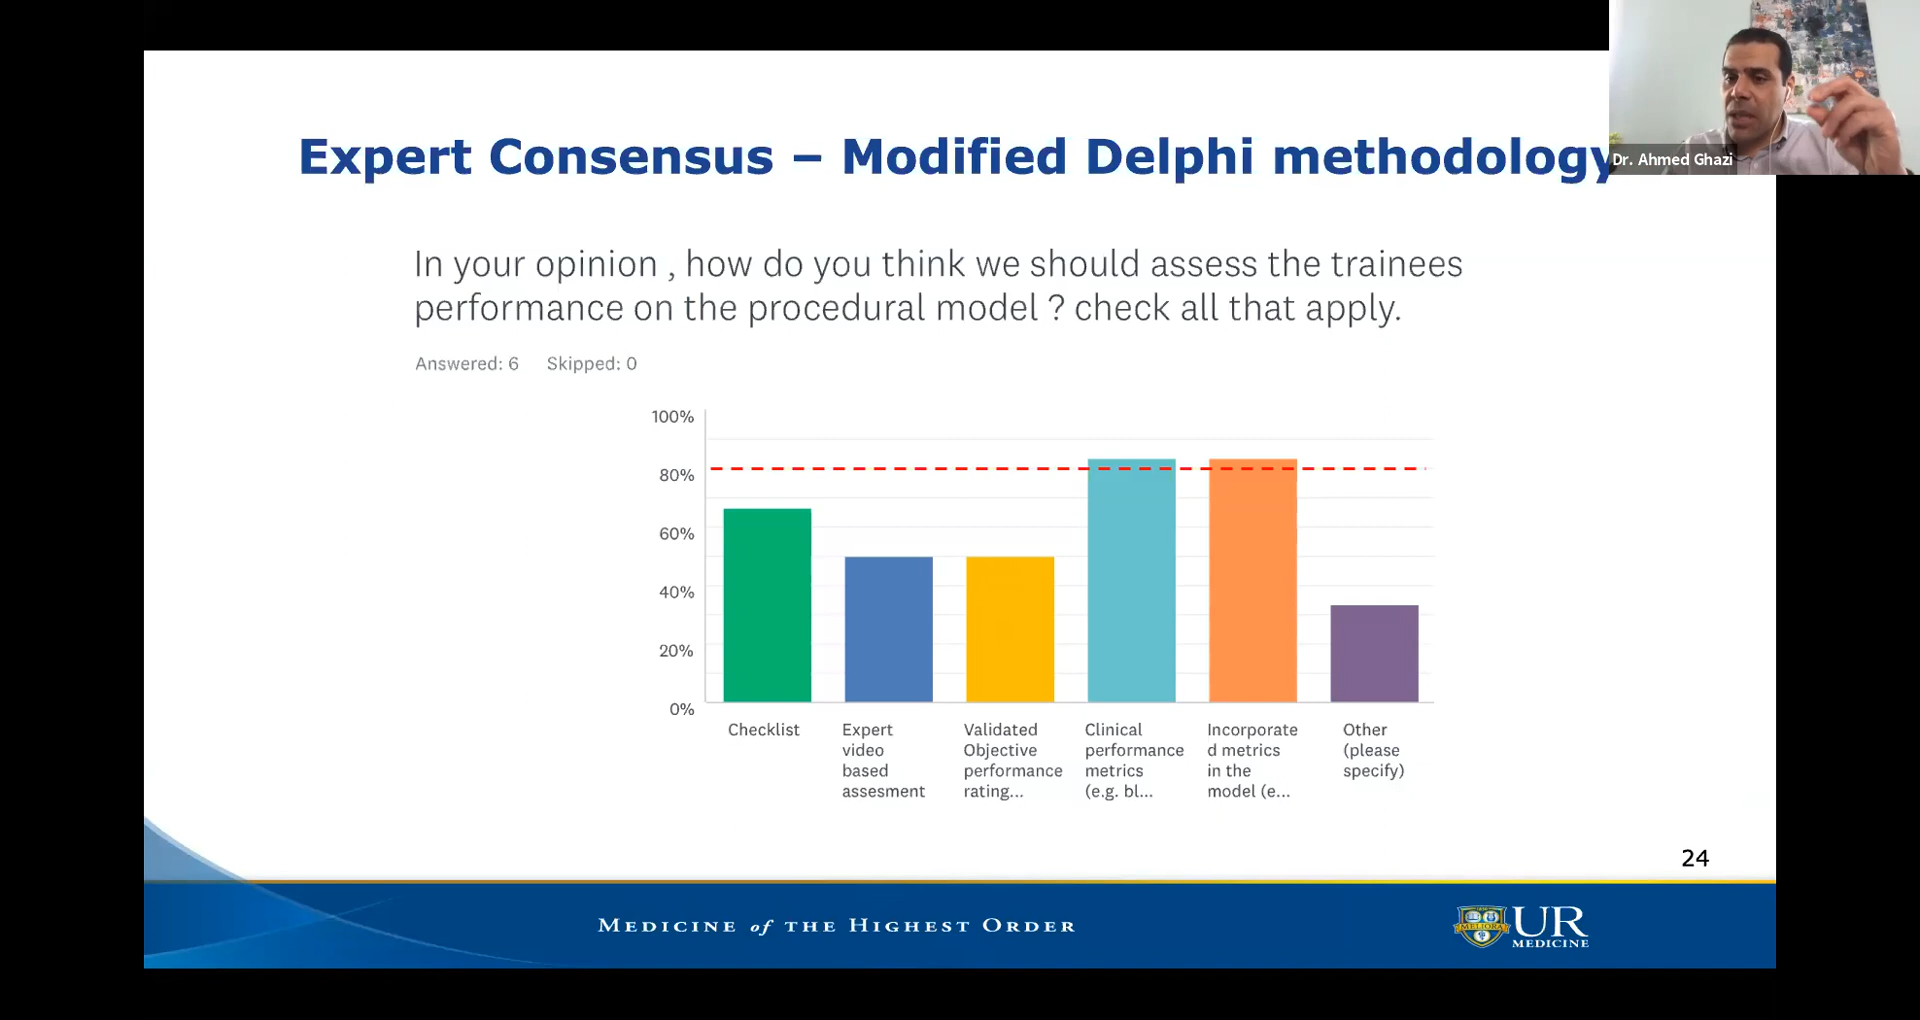 Expert Consensus – Modified Delphi methodology
Dr. Ahmed Ghazi
In your opinion , how do you think we should assess the trainees
performance on the procedural model ? check all that apply.
Answered: 6 Skipped: 0
100%
80%
60%
40%
20%
0%
Checklist
Expert
video
based
assesment
Validated
Objective
performance
rating...
Clinical
performance
metrics
(e.g. bl...
Incorporate
d metrics
in the
model (e...
Other
(please
specify)
24
MEDICINE of THE HIGHEST ORDER
MELIORA
UR
MEDICINE